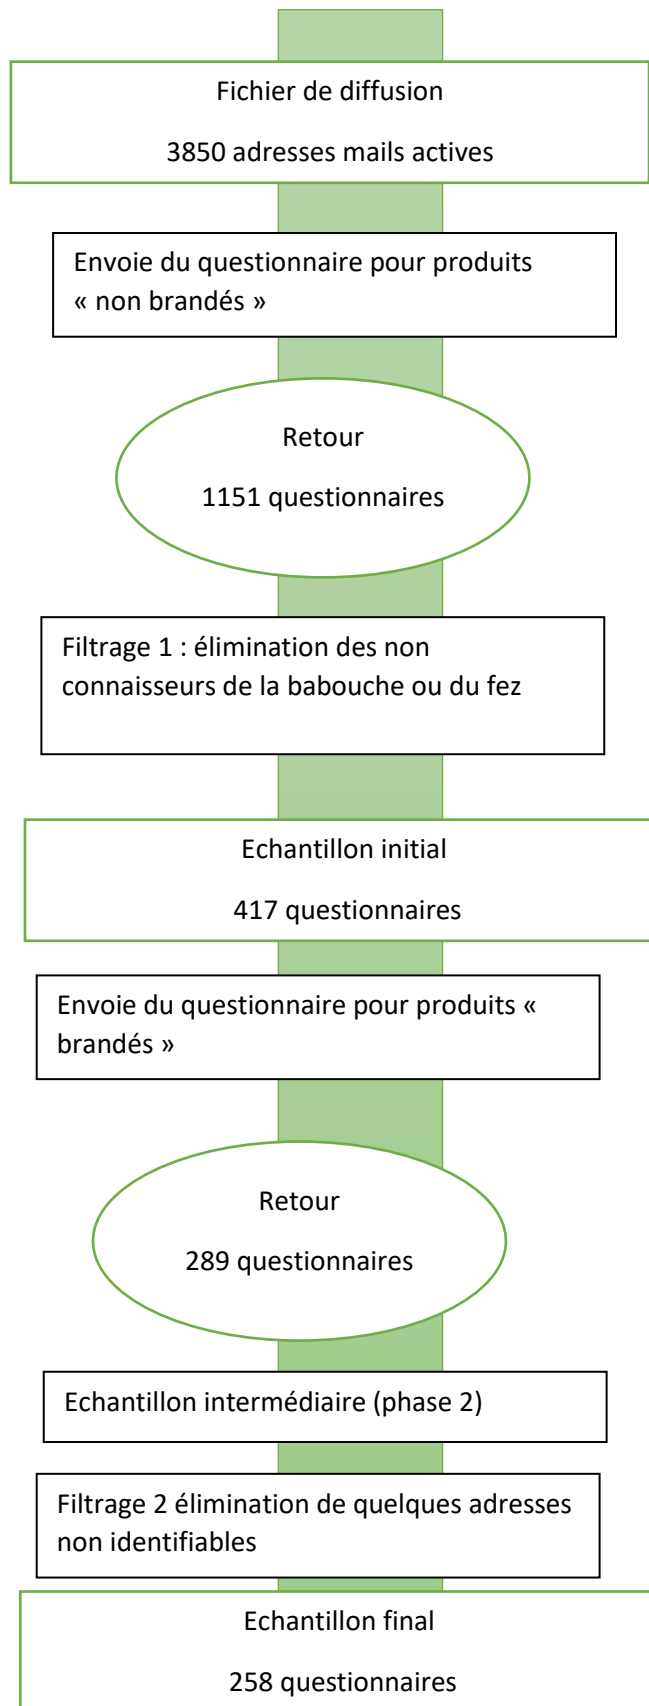 Fichier de diffusion
3850 adresses mails actives
Envoie du questionnaire pour produits
« non brandés »
Retour
1151 questionnaires
Filtrage 1 : élimination des non
connaisseurs de la babouche ou du fez
Echantillon initial
417 questionnaires
Envoie du questionnaire pour produits «
brandés »
Retour
289 questionnaires
Echantillon intermédiaire (phase 2)
Filtrage 2 élimination de quelques adresses
non identifiables
Echantillon final
258 questionnaires